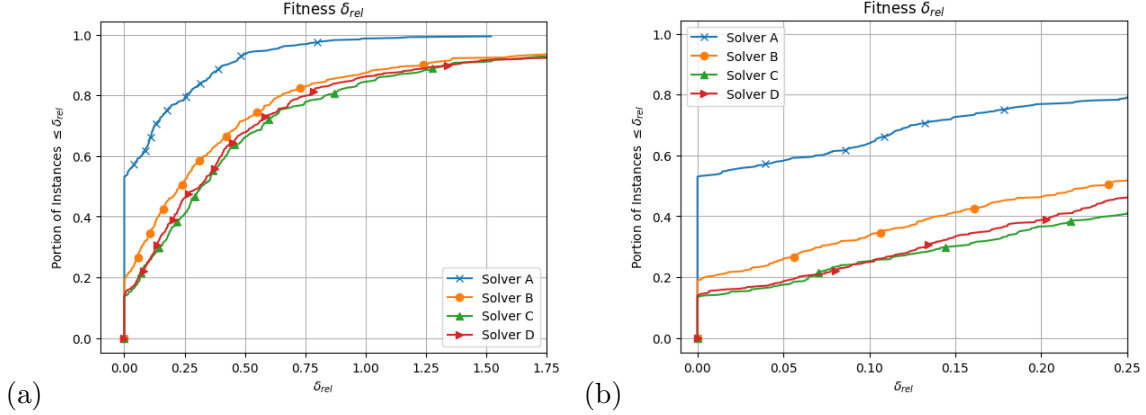 Fitness δrel
Portion of Instances ≤ δrel
1.0
0.8
0.6
0.4
0.2
0.0
Solver A
Solver B
Solver C
Solver D
0.00 0.25 0.50 0.75 1.00 1.25 1.50 1.75
δrel
(a)
Fitness δrel
Portion of Instances ≤ δrel
1.0
0.8
0.6
0.4
0.2
0.0
Solver A
Solver B
Solver C
Solver D
0.00 0.05 0.10 0.15 0.20 0.25
δrel
(b)